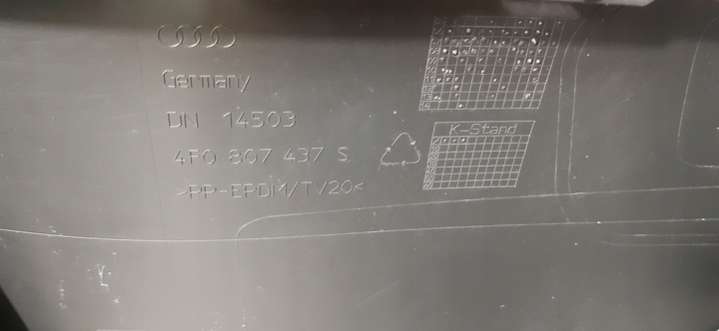 Germany
DN 14503
4F0 807 437 S
>PP-EPDM/TV20<
K-Stand